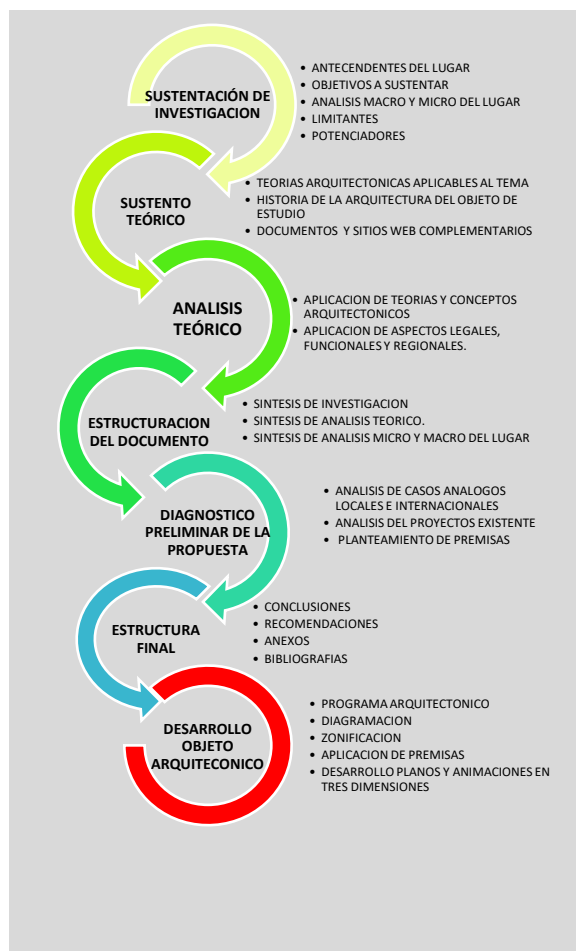 SUSTENTACIÓN DE
INVESTIGACION
• ANTECENDENTES DEL LUGAR
• OBJETIVOS A SUSTENTAR
• ANALISIS MACRO Y MICRO DEL LUGAR
• LIMITANTES
• POTENCIADORES
SUSTENTO
TEÓRICO
• TEORIAS ARQUITECTONICAS APLICABLES AL TEMA
• HISTORIA DE LA ARQUITECTURA DEL OBJETO DE
ESTUDIO
• DOCUMENTOS Y SITIOS WEB COMPLEMENTARIOS
ANALISIS
TEÓRICO
• APLICACION DE TEORIAS Y CONCEPTOS
ARQUITECTONICOS
• APLICACION DE ASPECTOS LEGALES,
FUNCIONALES Y REGIONALES.
ESTRUCTURACION
DEL DOCUMENTO
• SINTESIS DE INVESTIGACION
• SINTESIS DE ANALISIS TEORICO.
• SINTESIS DE ANALISIS MICRO Y MACRO DEL LUGAR
DIAGNOSTICO
PRELIMINAR DE LA
PROPUESTA
• ANALISIS DE CASOS ANALOGOS
LOCALES E INTERNACIONALES
• ANALISIS DEL PROYECTOS EXISTENTE
• PLANTEAMIENTO DE PREMISAS
ESTRUCTURA
FINAL
• CONCLUSIONES
• RECOMENDACIONES
• ANEXOS
• BIBLIOGRAFIAS
DESARROLLO
OBJETO
ARQUITECONICO
• PROGRAMA ARQUITECTONICO
• DIAGRAMACION
• ZONIFICACION
• APLICACION DE PREMISAS
• DESARROLLO PLANOS Y ANIMACIONES EN
TRES DIMENSIONES